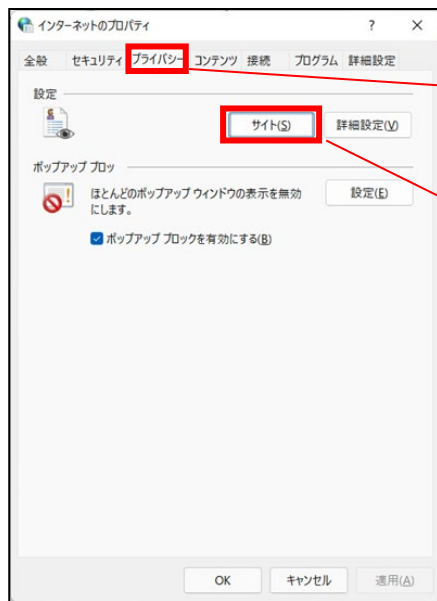 インターネットのプロパティ
全般 セキュリティ プライバシー コンテンツ 接続 プログラム 詳細設定
設定
サイト(S) 詳細設定(V)
ポップアップ ブロッ
ほとんどのポップアップ ウィンドウの表示を無効 設定(E)
にします。
ポップアップ ブロックを有効にする(B)
OK キャンセル 適用(A)